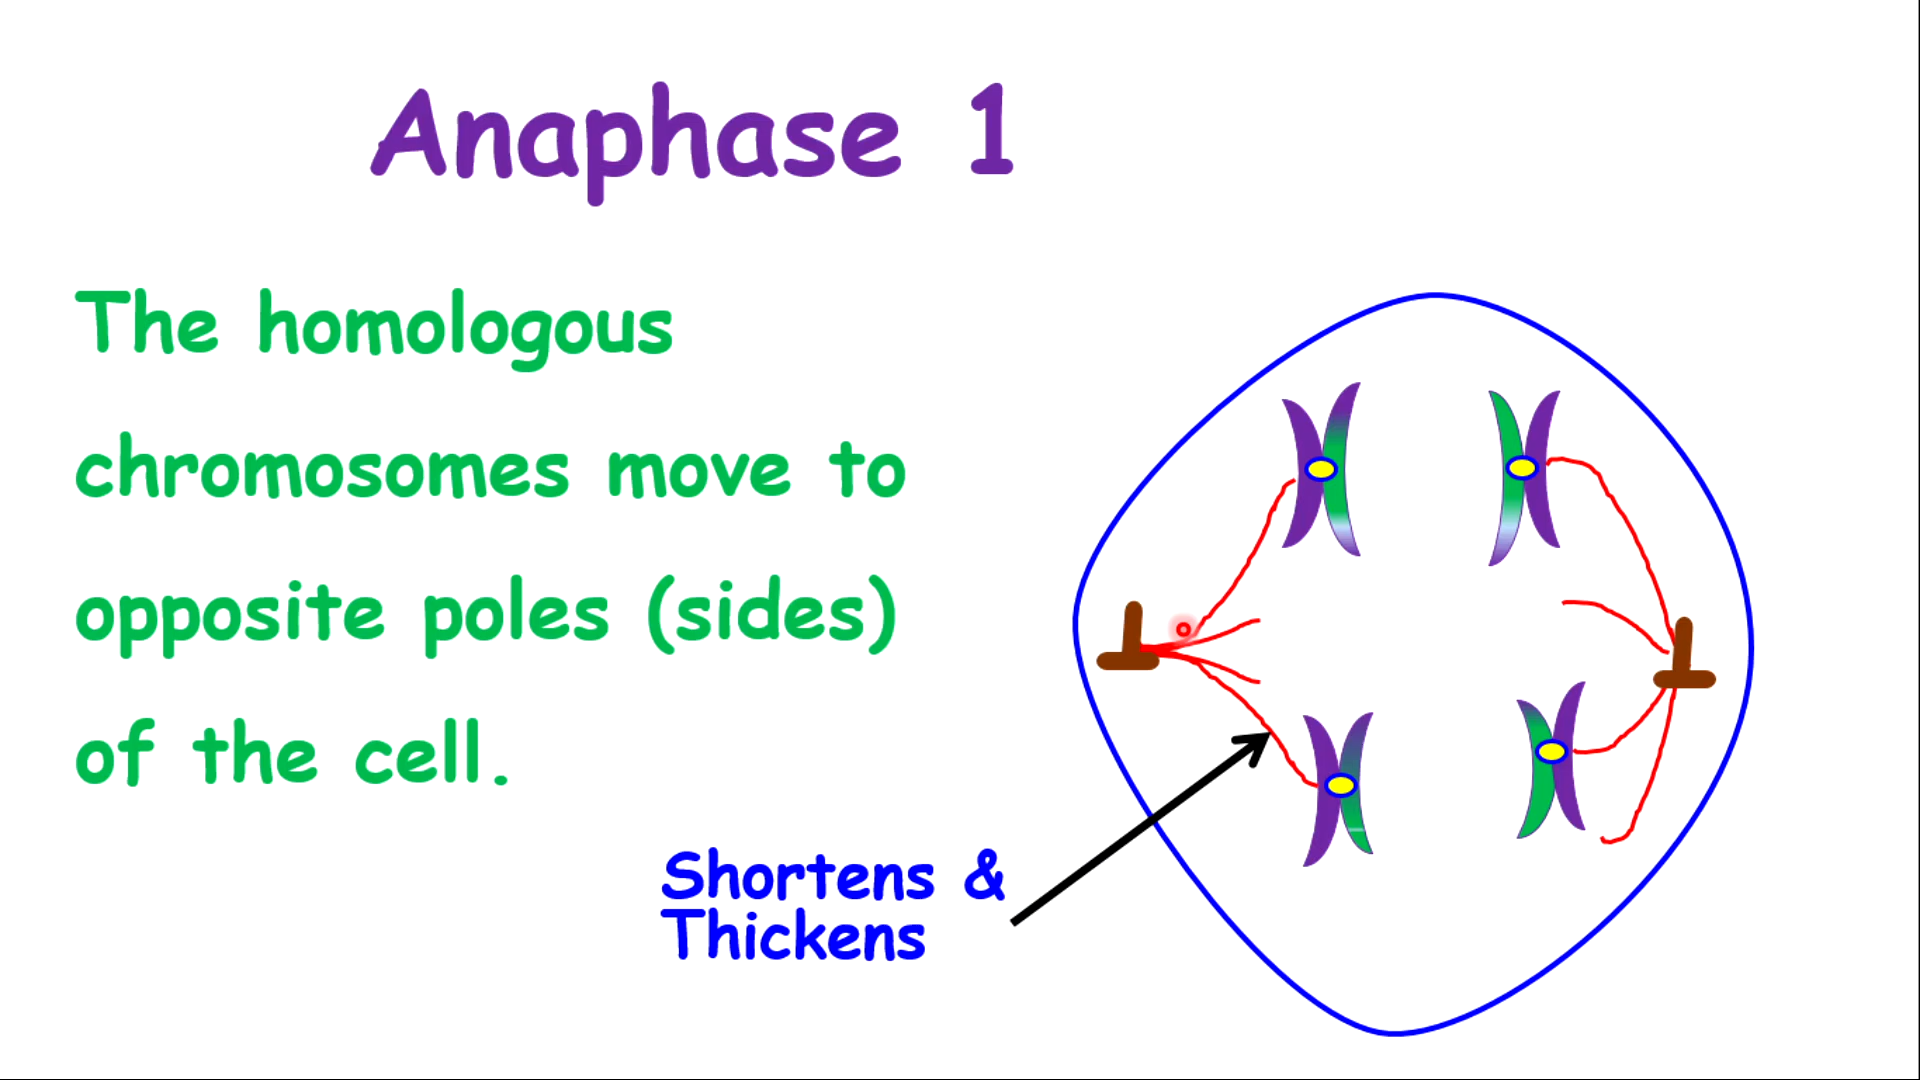 Anaphase 1
The homologous
chromosomes move to
opposite poles (sides)
of the cell.
Shortens &
Thickens